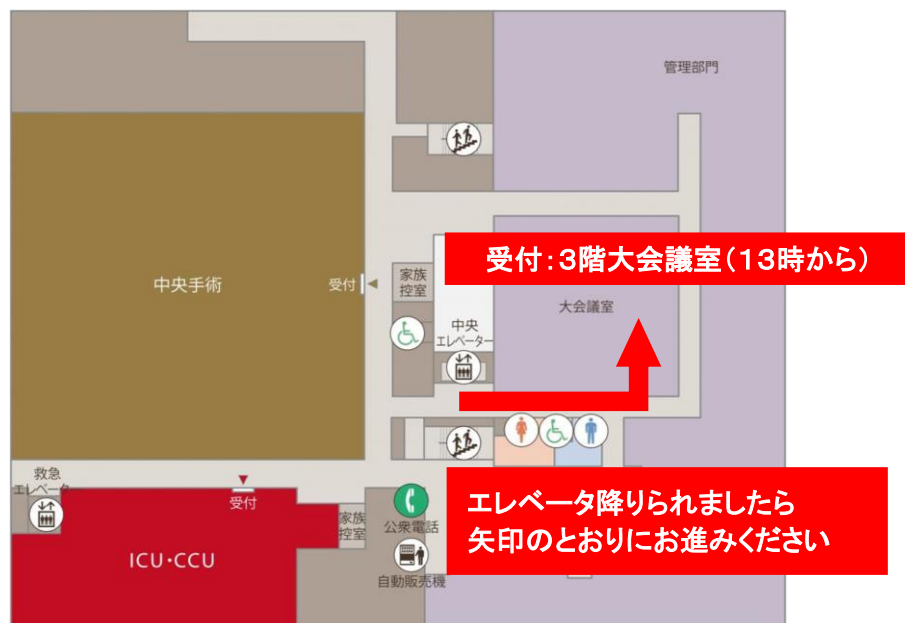 管理部門
受付:3階大会議室(13時から)
家族
控室
中央手術
受付
大会議室
中央
エレベーター
救急
エレベータ
受付
家族
控室
公衆電話
エレベータ降りられましたら
矢印のとおりにお進みください
ICU・CCU
自動販売機